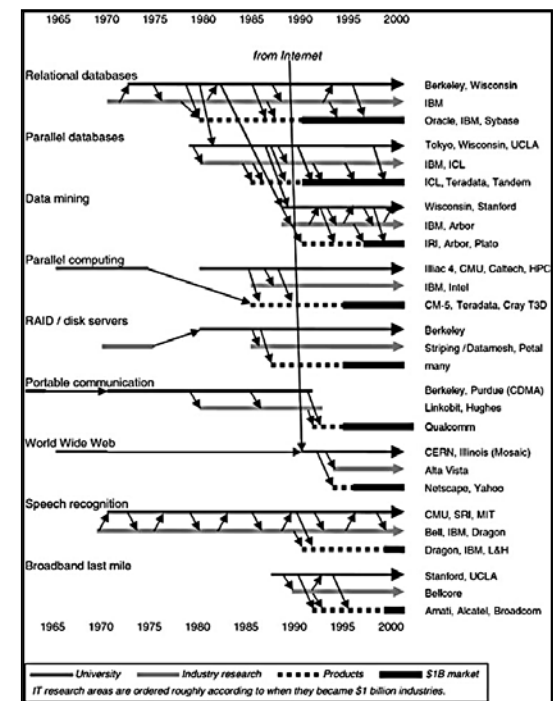 1965 1970 1975 1980 1985 1990 1995 2000
from Internet
Relational databases
Berkeley, Wisconsin
IBM
Oracle, IBM, Sybase
Parallel databases
Tokyo, Wisconsin, UCLA
IBM, ICL
ICL, Teradata, Tandem
Data mining
Wisconsin, Stanford
IBM, Arbor
IRI, Arbor, Plato
Parallel computing
Illiac 4, CMU, Caltech, HPC
IBM, Intel
CM-5, Teradata, Cray T3D
RAID / disk servers
Berkeley
Striping / Datamesh, Petal
many
Portable communication
Berkeley, Purdue (CDMA)
Linkobit, Hughes
Qualcomm
World Wide Web
CERN, Illinois (Mosaic)
Alta Vista
Netscape, Yahoo
Speech recognition
CMU, SRI, MIT
Bell, IBM, Dragon
Dragon, IBM, L&H
Broadband last mile
Stanford, UCLA
Bellcore
Amati, Alcatel, Broadcom
1965 1970 1975 1980 1985 1990 1995 2000
University Industry research Products $1B market
IT research areas are ordered roughly according to when they became $1 billion industries.